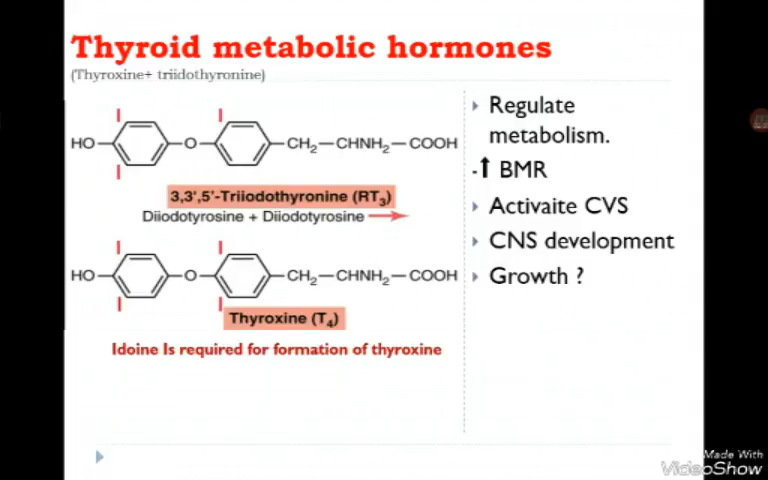 Thyroid metabolic hormones
(Thyroxine+ triidothyronine)
I I
HO O CH₂—CHNH₂—COOH
I
3,3',5'-Triiodothyronine (RT₃)
Diiodotyrosine + Diiodotyrosine →
I I
HO O CH₂—CHNH₂—COOH
I I
Thyroxine (T₄)
Idoine Is required for formation of thyroxine
Regulate
metabolism.
-↑ BMR
Activaite CVS
CNS development
Growth ?
Made With
VideoShow